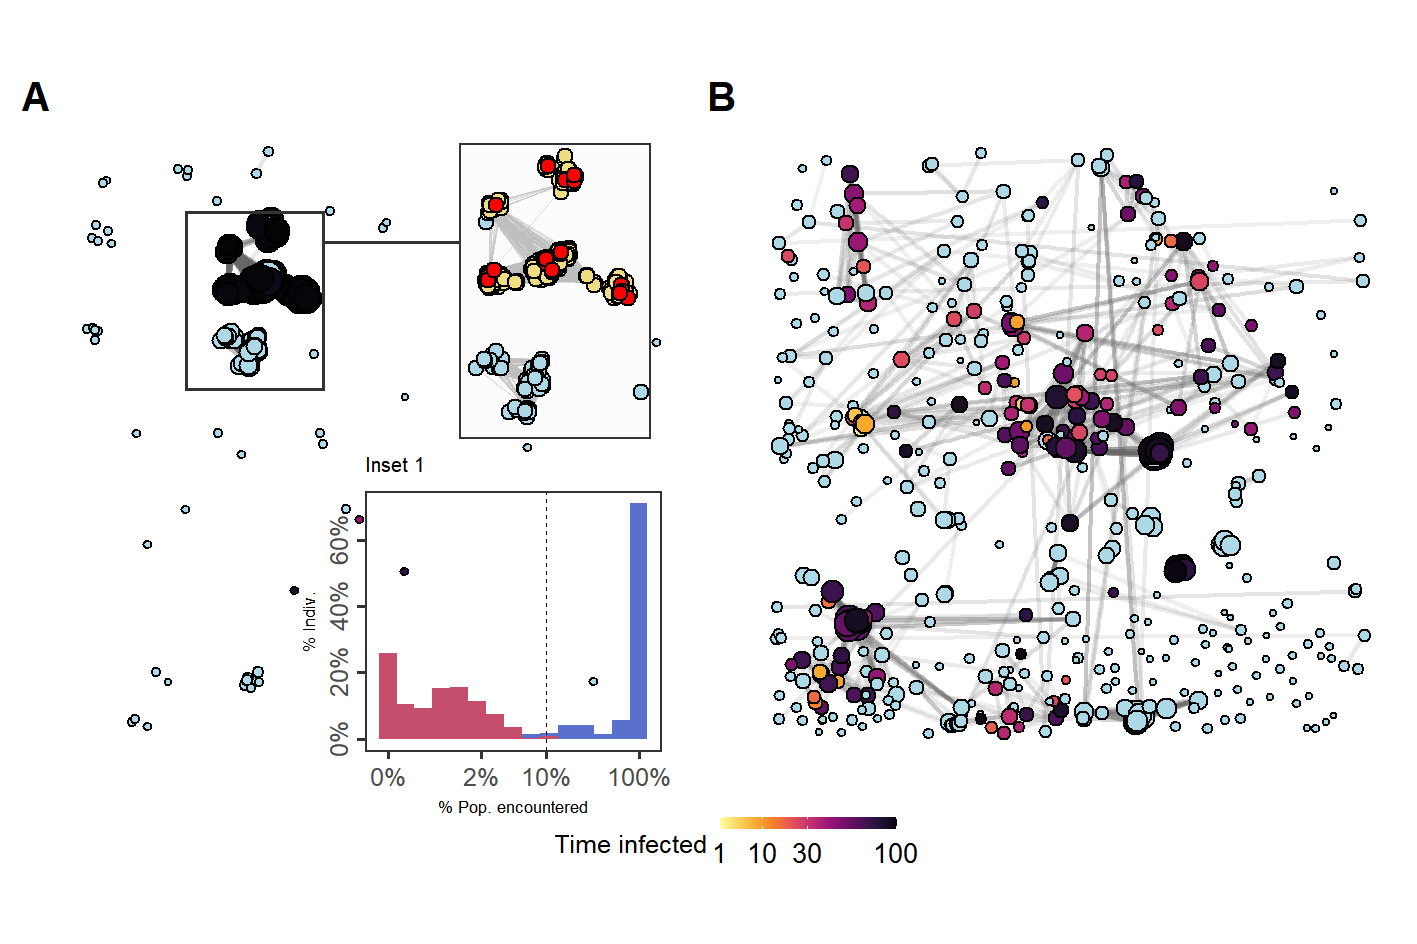 A
B
Inset 1
60%
40%
20%
0%
% Indiv.
0% 2% 10% 100%
% Pop. encountered
Time infected
1 10 30 100